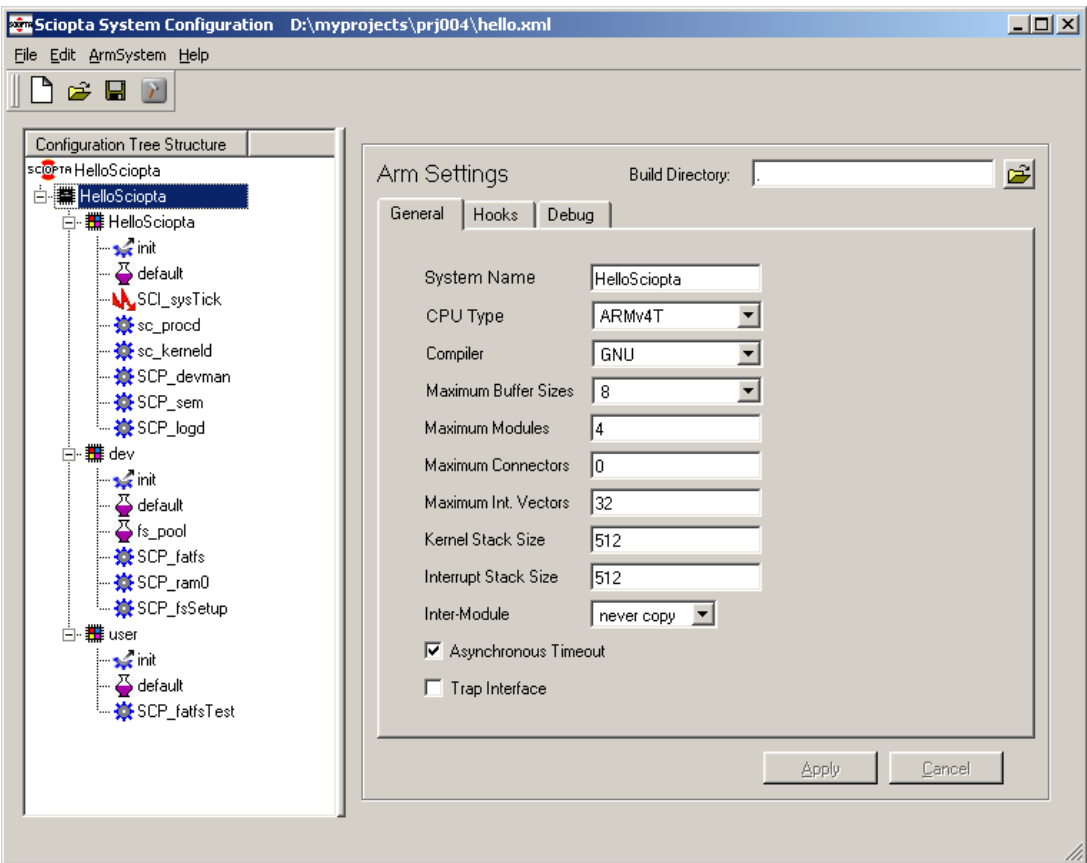 Sciopta System Configuration D:\myprojects\prj004\hello.xml
File Edit ArmSystem Help
Configuration Tree Structure
SCIOPTA HelloSciopta
HelloSciopta
HelloSciopta
init
default
SCI_sysTick
sc_procd
sc_kerneld
SCP_devman
SCP_sem
SCP_logd
dev
init
default
fs_pool
SCP_fatfs
SCP_ram0
SCP_fsSetup
user
init
default
SCP_fatfsTest
Arm Settings Build Directory: .
General Hooks Debug
System Name HelloSciopta
CPU Type ARMv4T
Compiler GNU
Maximum Buffer Sizes 8
Maximum Modules 4
Maximum Connectors 0
Maximum Int. Vectors 32
Kernel Stack Size 512
Interrupt Stack Size 512
Inter-Module never copy
Asynchronous Timeout
Trap Interface
Apply Cancel